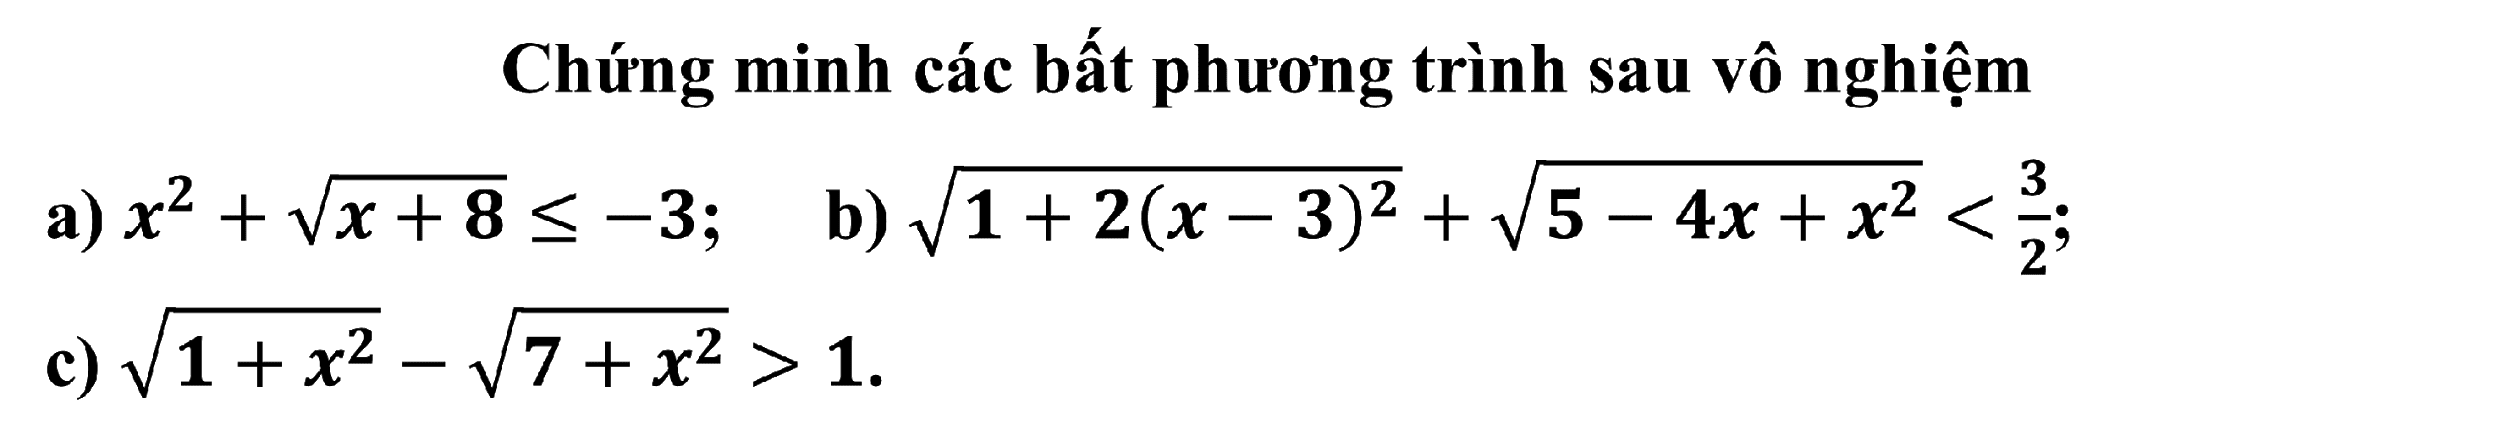 Chứng minh các bất phương trình sau vô nghiệm
a) x² + √(x + 8) ≤ −3; b) √(1 + 2(x − 3)²) + √(5 − 4x + x²) < 3/2;
c) √(1 + x²) − √(7 + x²) > 1.